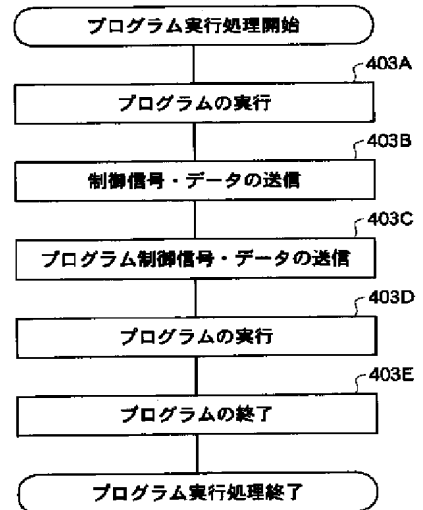 プログラム実行処理開始
403A
プログラムの実行
403B
制御信号・データの送信
403C
プログラム制御信号・データの送信
403D
プログラムの実行
403E
プログラムの終了
プログラム実行処理終了